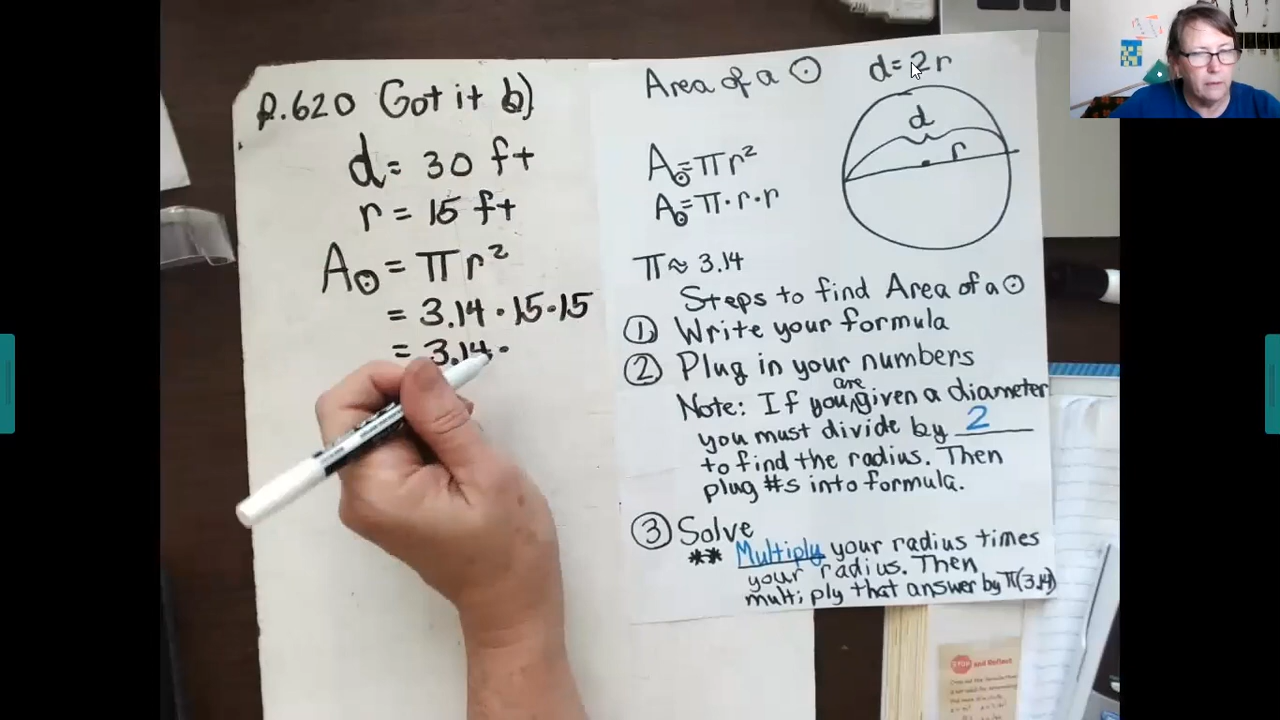 p.620 Got it b)
d = 30 ft
r = 15 ft
A⊙ = πr²
= 3.14 · 15 · 15
= 3.14 ·
Area of a ⊙
d = 2r
d
r
A⊙ = πr²
A⊙ = π · r · r
π ≈ 3.14
Steps to find Area of a ⊙
① Write your formula
② Plug in your numbers
Note: If you are given a diameter
you must divide by 2
to find the radius. Then
plug #s into formula.
③ Solve
** Multiply your radius times
your radius. Then
multiply that answer by π(3.14)
STOP and Reflect